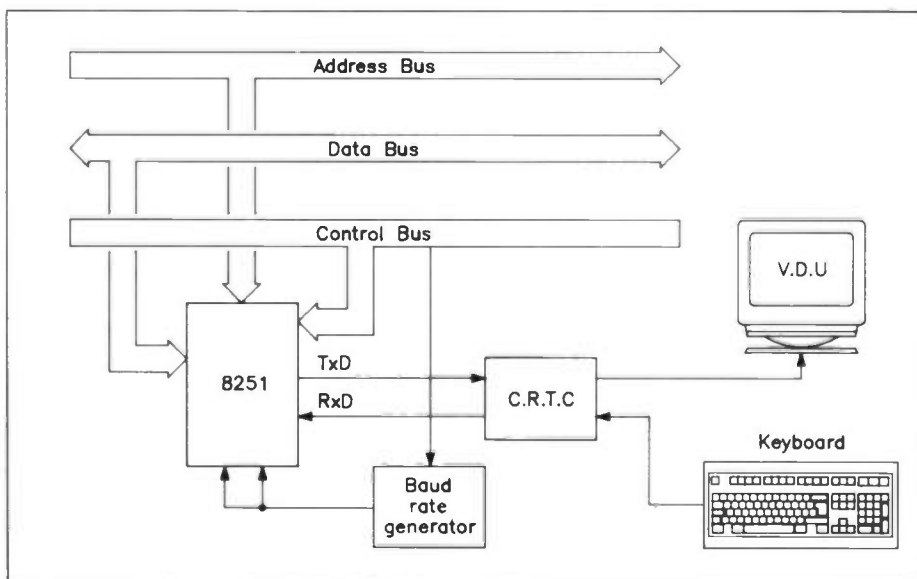 Address Bus
Data Bus
Control Bus
V.D.U
TxD
8251
C.R.T.C
RxD
Keyboard
Baud
rate
generator